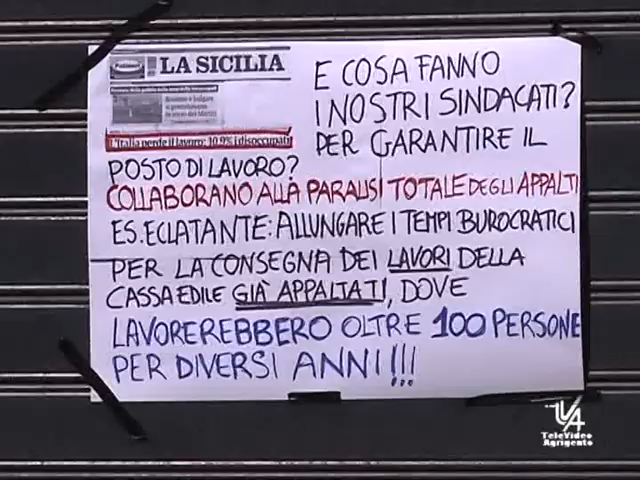 LA SICILIA
L'Italia perde il lavoro: 10,9% i disoccupati
E COSA FANNO
I NOSTRI SINDACATI?
PER GARANTIRE IL
POSTO DI LAVORO?
COLLABORANO ALLA PARALISI TOTALE DEGLI APPALTI
ES. ECLATANTE: ALLUNGARE I TEMPI BUROCRATICI
PER LA CONSEGNA DEI LAVORI DELLA
CASSA EDILE GIÀ APPALTATI, DOVE
LAVOREREBBERO OLTRE 100 PERSONE
PER DIVERSI ANNI!!!
TVA
TeleVideo
Agrigento